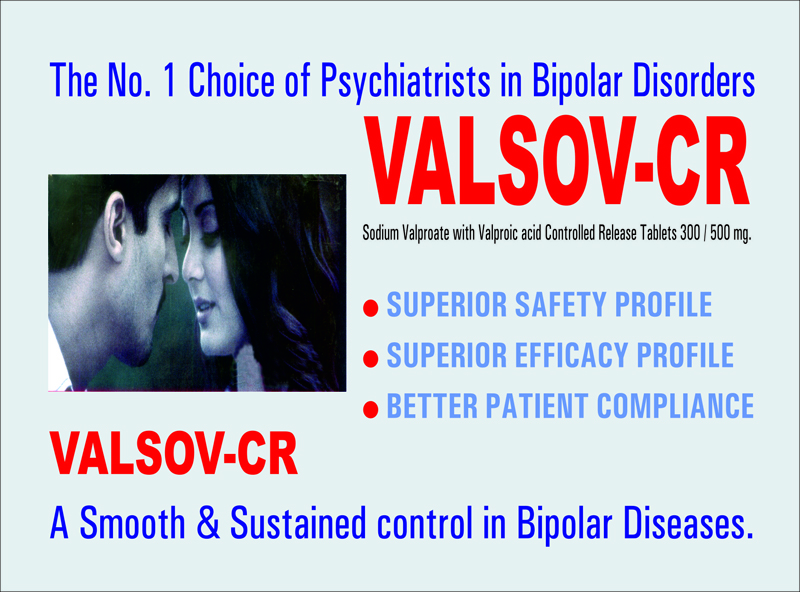 The No. 1 Choice of Psychiatrists in Bipolar Disorders
VALSOV-CR
Sodium Valproate with Valproic acid Controlled Release Tablets 300 / 500 mg.
● SUPERIOR SAFETY PROFILE
● SUPERIOR EFFICACY PROFILE
● BETTER PATIENT COMPLIANCE
VALSOV-CR
A Smooth & Sustained control in Bipolar Diseases.